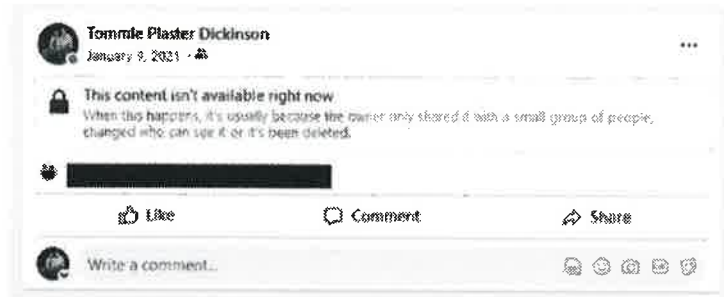 Tommie Plaster Dickinson
January 9, 2021 ·
...
This content isn't available right now
When this happens, it's usually because the owner only shared it with a small group of people,
changed who can see it or it's been deleted.
Like Comment Share
Write a comment...